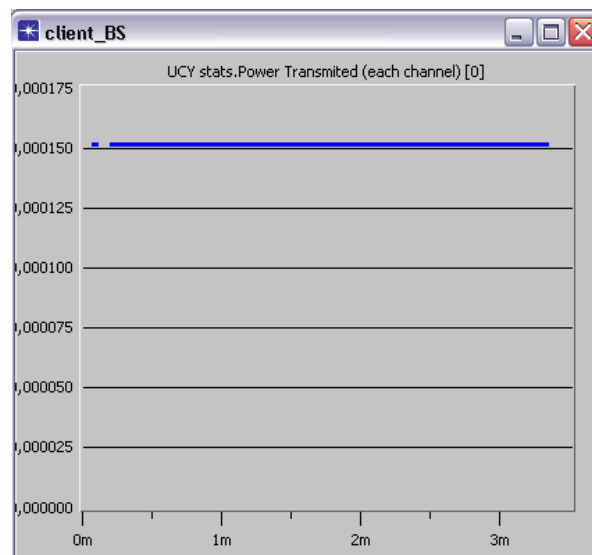 client_BS
UCY stats.Power Transmited (each channel) [0]
,000175
,000150
,000125
,000100
,000075
,000050
,000025
,000000
0m 1m 2m 3m